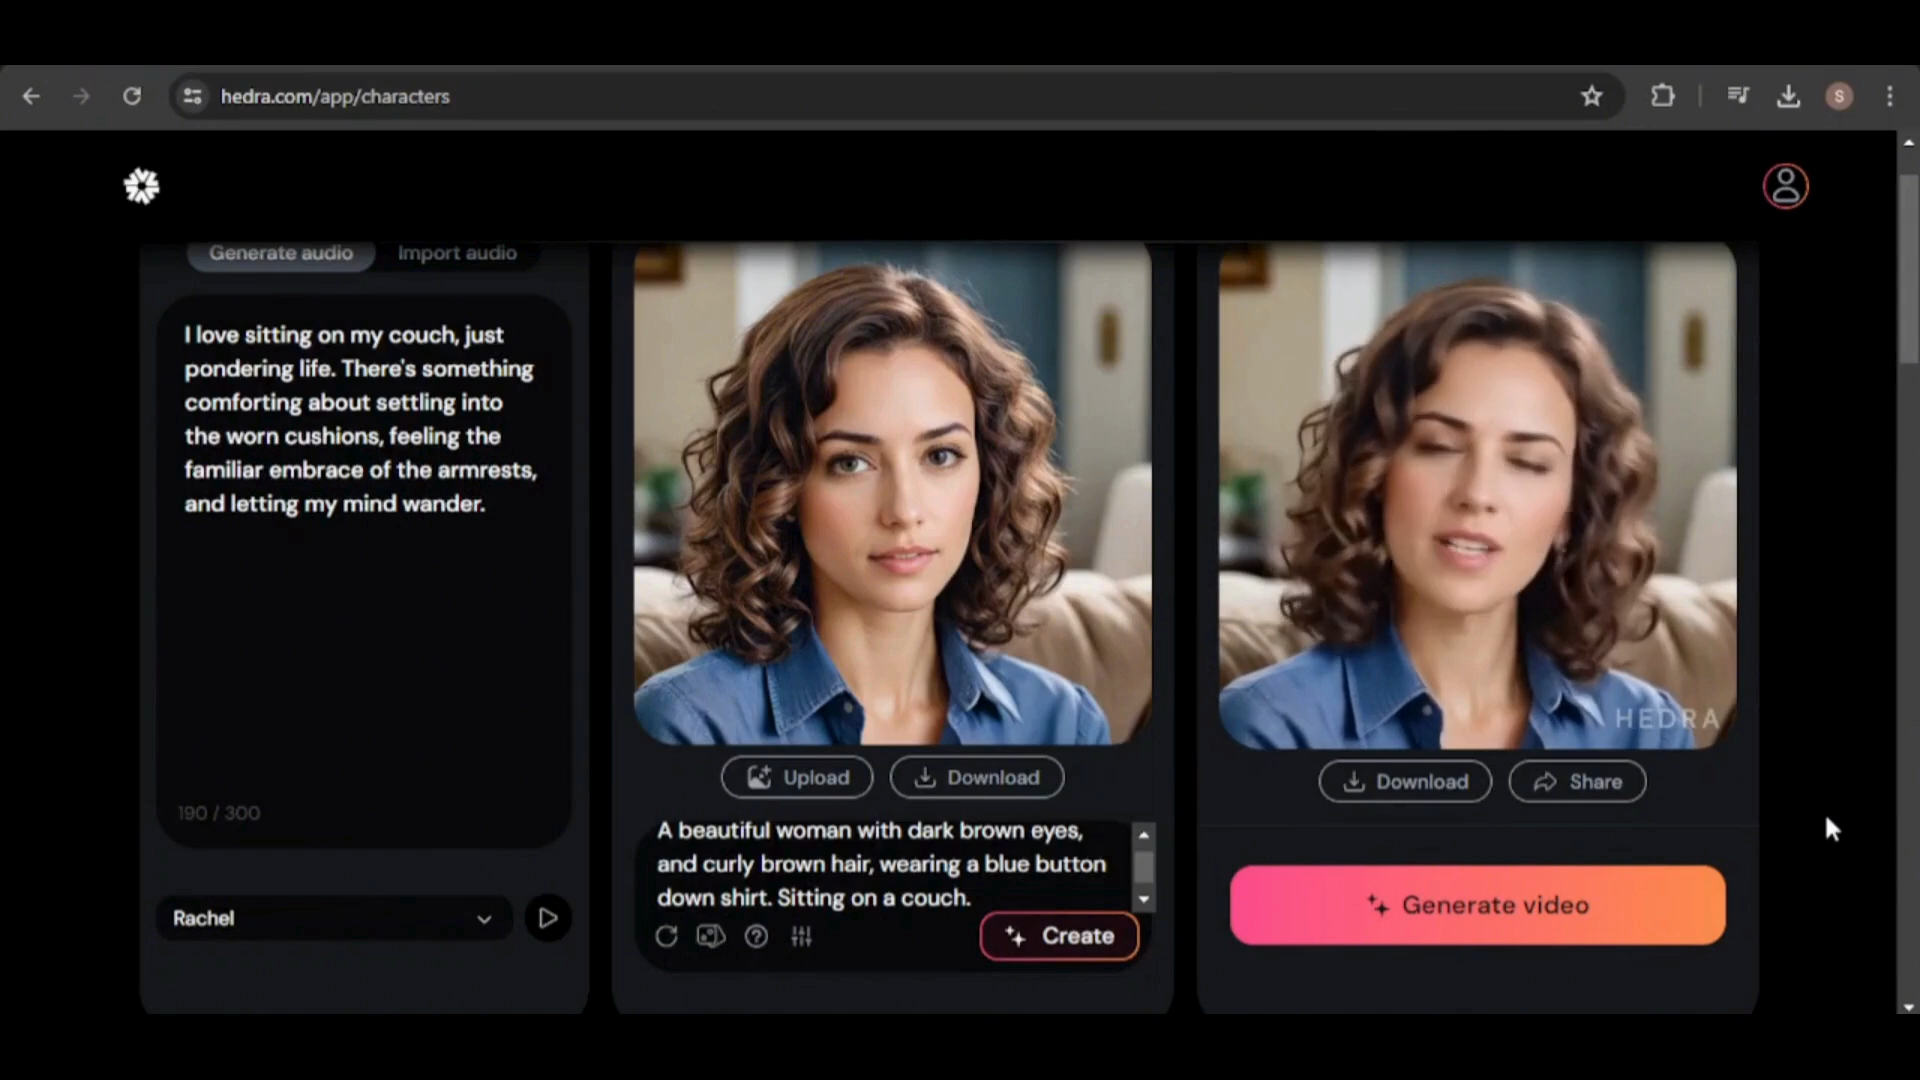 hedra.com/app/characters
S
Generate audio
Import audio
I love sitting on my couch, just
pondering life. There's something
comforting about settling into
the worn cushions, feeling the
familiar embrace of the armrests,
and letting my mind wander.
190 / 300
Rachel
Upload
Download
A beautiful woman with dark brown eyes,
and curly brown hair, wearing a blue button
down shirt. Sitting on a couch.
Create
HEDRA
Download
Share
Generate video